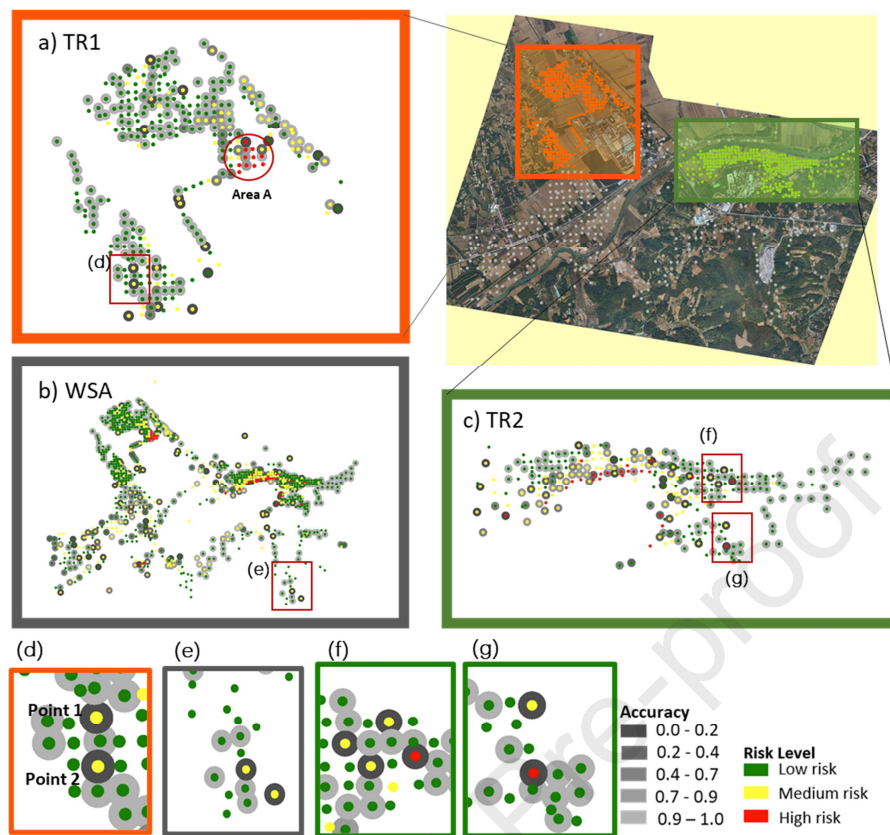 a) TR1
Area A
(d)
b) WSA
(e)
c) TR2
(f)
(g)
(d)
Point 1
Point 2
(e)
(f)
(g)
Pre-proof
Accuracy
0.0 - 0.2
0.2 - 0.4
0.4 - 0.7
0.7 - 0.9
0.9 - 1.0
Risk Level
Low risk
Medium risk
High risk